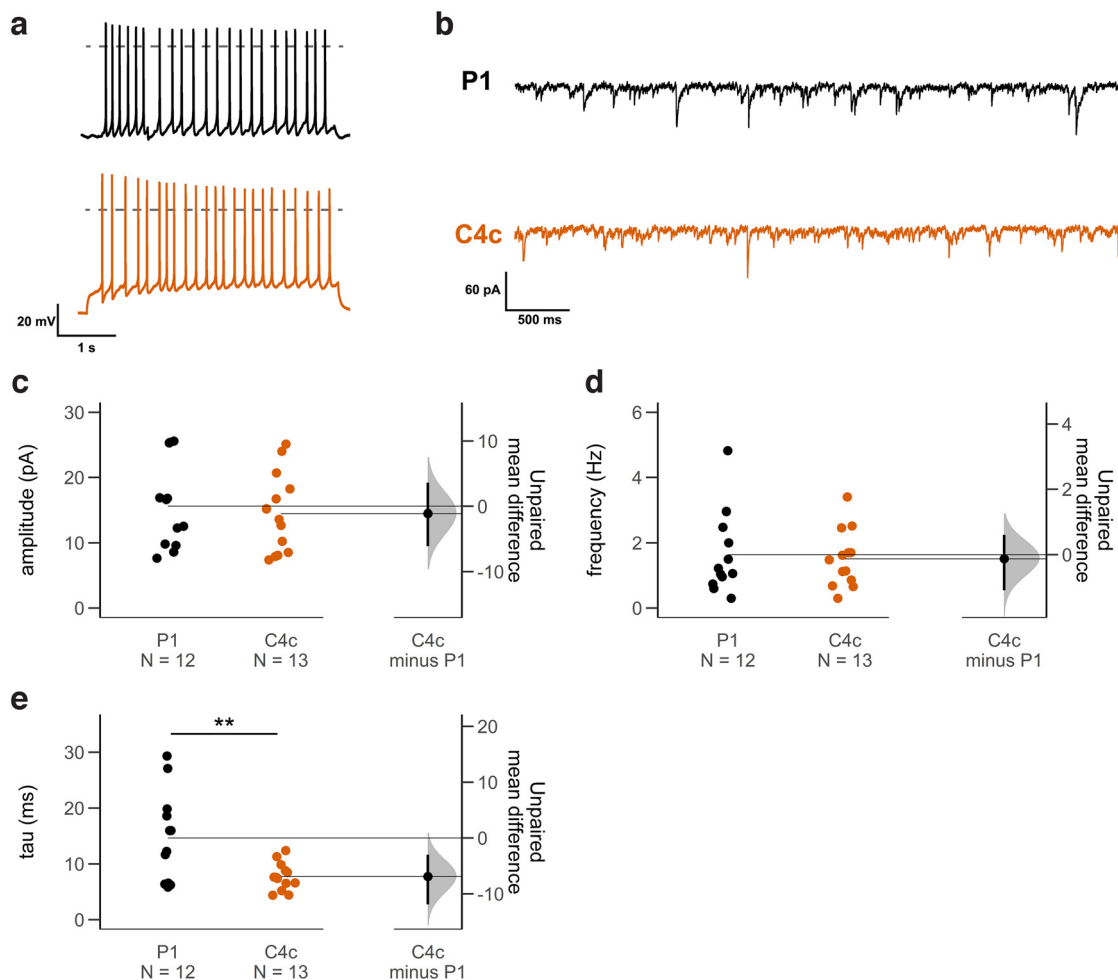 a
20 mV
1 s
b
P1
C4c
60 pA
500 ms
c
amplitude (pA)
30
20
10
0
10
0
-10
Unpaired
mean difference
P1
N = 12
C4c
N = 13
C4c
minus P1
d
frequency (Hz)
6
4
2
0
4
2
0
Unpaired
mean difference
P1
N = 12
C4c
N = 13
C4c
minus P1
e
tau (ms)
30
20
10
0
**
20
10
0
-10
Unpaired
mean difference
P1
N = 12
C4c
N = 13
C4c
minus P1